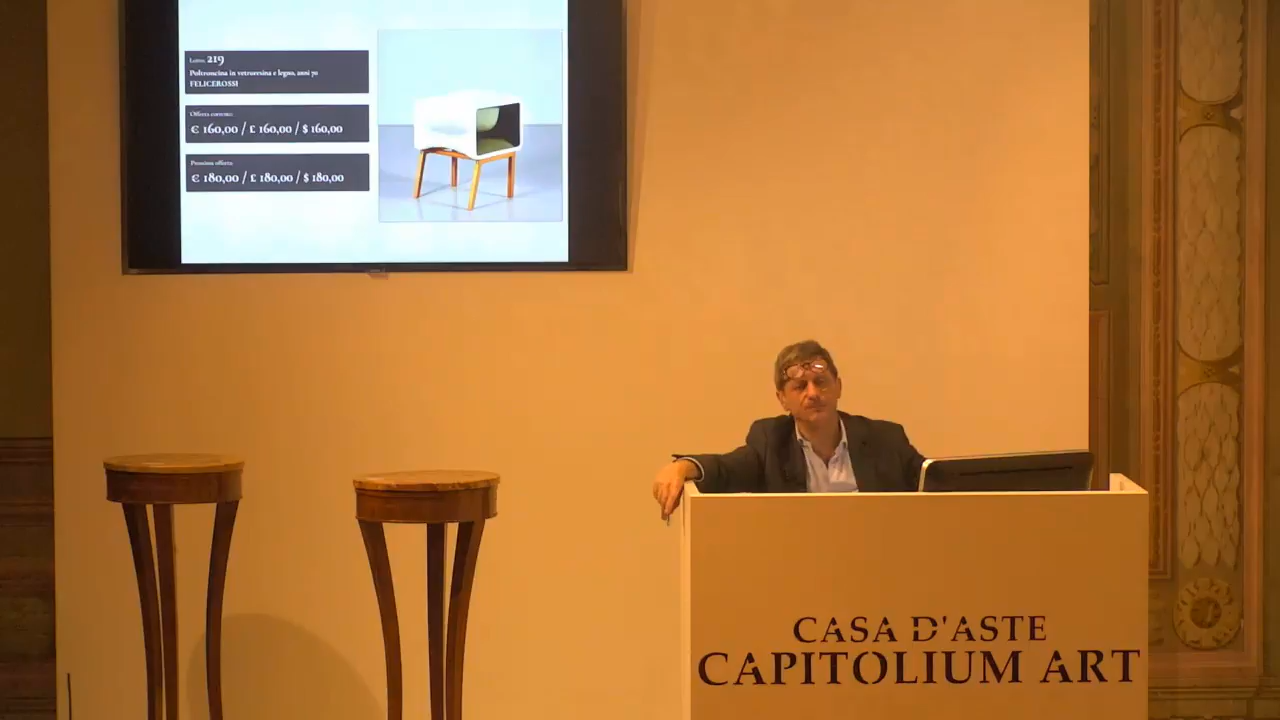 Lotto: 219
Poltroncina in vetroresina e legno, anni 70
FELICEROSSI
Offerta corrente:
€ 160,00 / £ 160,00 / $ 160,00
Prossima offerta:
€ 180,00 / £ 180,00 / $ 180,00
CASA D'ASTE
CAPITOLIUM ART